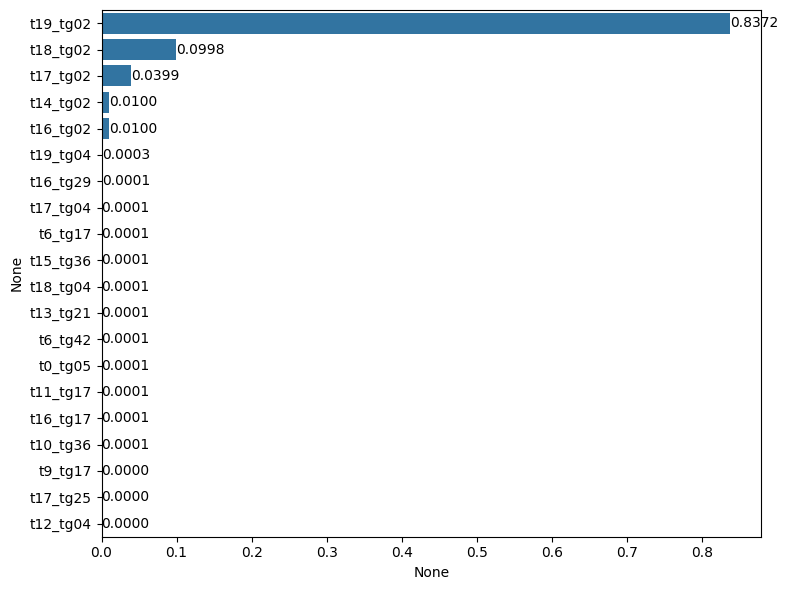 t19_tg02 0.8372
t18_tg02 0.0998
t17_tg02 0.0399
t14_tg02 0.0100
t16_tg02 0.0100
t19_tg04 0.0003
t16_tg29 0.0001
t17_tg04 0.0001
t6_tg17 0.0001
t15_tg36 0.0001
t18_tg04 0.0001
t13_tg21 0.0001
t6_tg42 0.0001
t0_tg05 0.0001
t11_tg17 0.0001
t16_tg17 0.0001
t10_tg36 0.0001
t9_tg17 0.0000
t17_tg25 0.0000
t12_tg04 0.0000
None
0.0 0.1 0.2 0.3 0.4 0.5 0.6 0.7 0.8
None